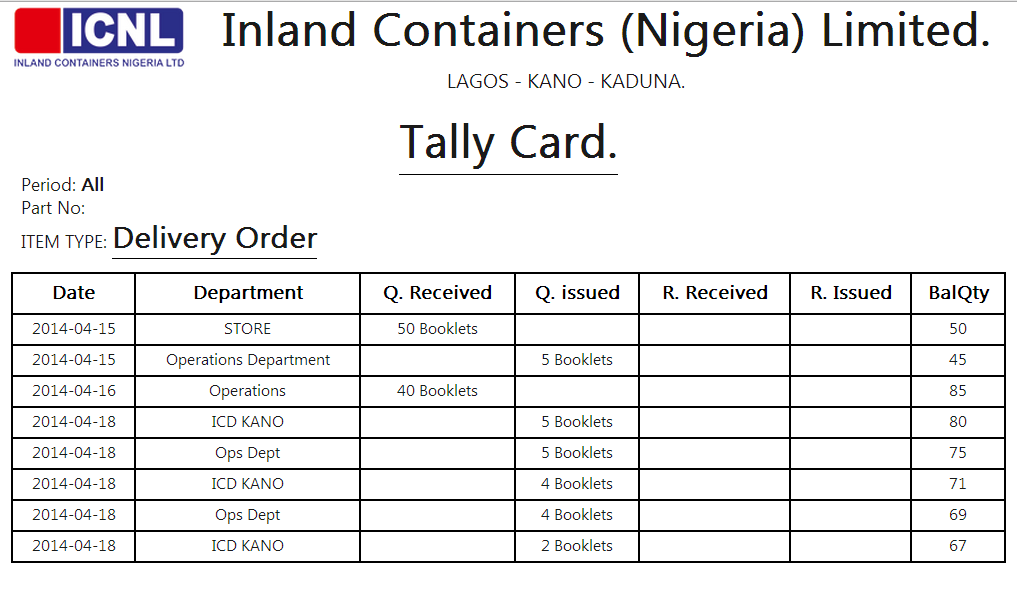 ICNL
INLAND CONTAINERS NIGERIA LTD
Inland Containers (Nigeria) Limited.
LAGOS - KANO - KADUNA.
Tally Card.
Period: All
Part No:
ITEM TYPE: Delivery Order
Date Department Q. Received Q. issued R. Received R. Issued BalQty
2014-04-15 STORE 50 Booklets 50
2014-04-15 Operations Department 5 Booklets 45
2014-04-16 Operations 40 Booklets 85
2014-04-18 ICD KANO 5 Booklets 80
2014-04-18 Ops Dept 5 Booklets 75
2014-04-18 ICD KANO 4 Booklets 71
2014-04-18 Ops Dept 4 Booklets 69
2014-04-18 ICD KANO 2 Booklets 67